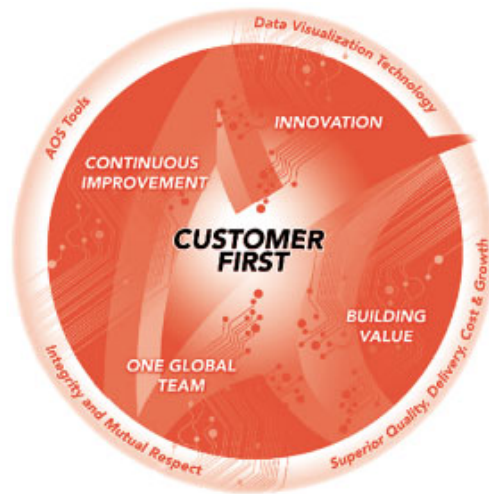 Data Visualization Technology
AOS Tools
INNOVATION
CONTINUOUS
IMPROVEMENT
CUSTOMER
FIRST
BUILDING
VALUE
ONE GLOBAL
TEAM
Integrity and Mutual Respect
Superior Quality, Delivery, Cost & Growth